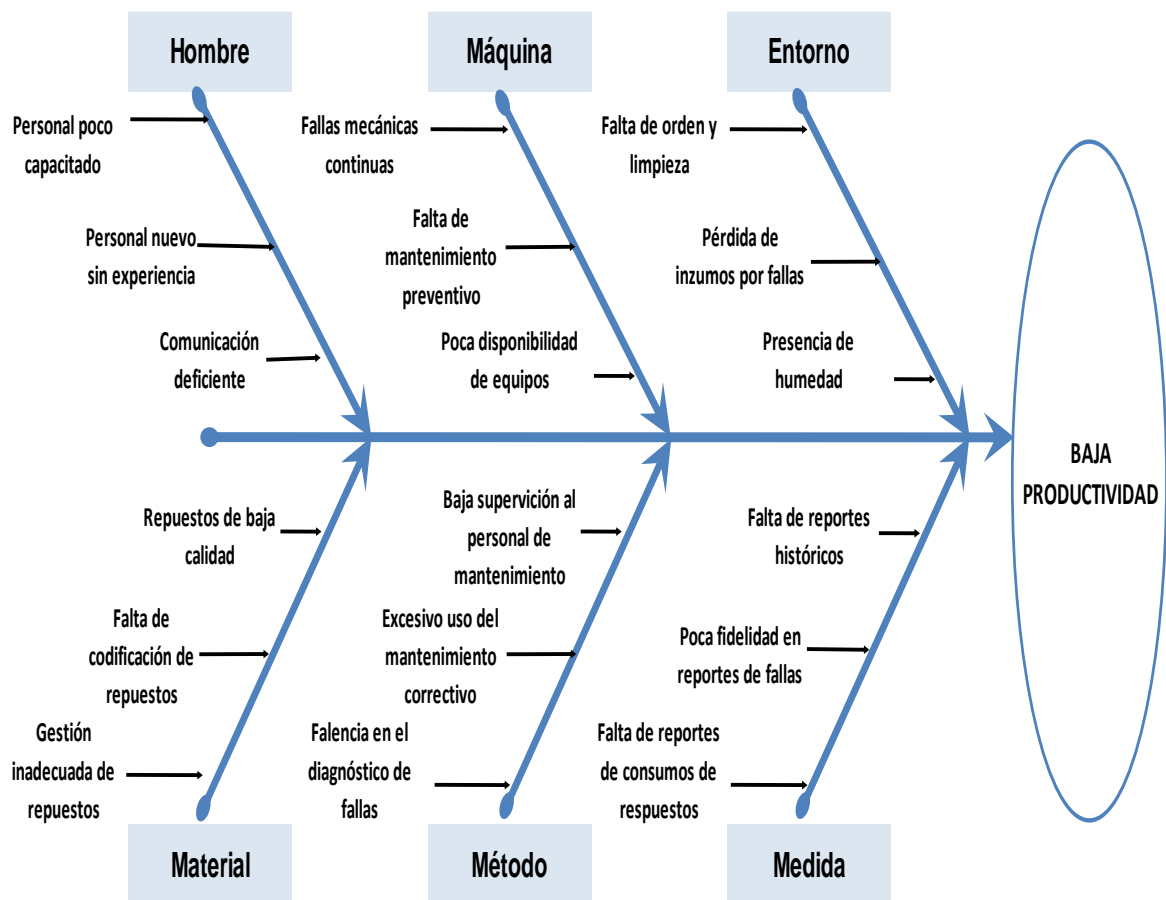 Hombre
Máquina
Entorno
Personal poco
capacitado
Fallas mecánicas
continuas
Falta de orden y
limpieza
Personal nuevo
sin experiencia
Falta de
mantenimiento
preventivo
Pérdida de
inzumos por fallas
Comunicación
deficiente
Poca disponibilidad
de equipos
Presencia de
humedad
BAJA
PRODUCTIVIDAD
Repuestos de baja
calidad
Baja supervición al
personal de
mantenimiento
Falta de reportes
históricos
Falta de
codificación de
repuestos
Excesivo uso del
mantenimiento
correctivo
Poca fidelidad en
reportes de fallas
Gestión
inadecuada de
repuestos
Falencia en el
diagnóstico de
fallas
Falta de reportes
de consumos de
respuestos
Material
Método
Medida